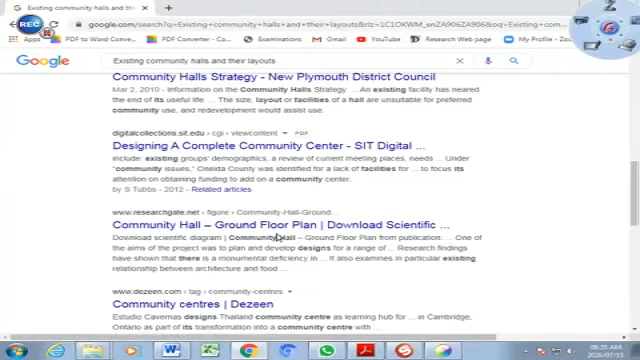 Existing community halls and the
google.com/search?q=Existing+community+halls+and+their+layouts&rlz=1C1OKWM_enZA906ZA906&oq=Existing+com
REC
PDF to Word Conver...
PDF Converter - C...
Research Web
Gmail
YouTube
My Profile - Zoo
Google
Existing community halls and their layouts
Community Halls Strategy - New Plymouth District Council
Mar 2, 2010 - Information on the Community Halls Strategy. ... An existing facility has neared
the end of its useful life. ... The size, layout or facilities of a hall are unsuitable for preferred
community use, and redevelopment would assist use.
digitalcollections.sit.edu › cgi › viewcontent PDF
Designing A Complete Community Center - SIT Digital ...
include: existing groups' demographics, a review of current meeting places, needs ... Under
"community issues," Oneida County was identified for a lack of facilities for ... to focus its
attention on obtaining funding to add on a community center.
by S Tubbs - 2012 - Related articles
www.researchgate.net › figure › Community-Hall-Ground...
Community Hall – Ground Floor Plan | Download Scientific ...
Download scientific diagram | Community Hall – Ground Floor Plan from publication: ... One of
the aims of the project was to plan and develop designs for a range of ... Research findings
have shown that there is a monumental deficiency in ... It also examines in particular existing
relationship between architecture and food ...
www.dezeen.com › tag › community-centres
Community centres | Dezeen
Estudio Cavernas designs Thailand community centre as learning hub for ... in Cambridge,
Ontario as part of its transformation into a community centre with ...
08:35 AM
2020/07/15